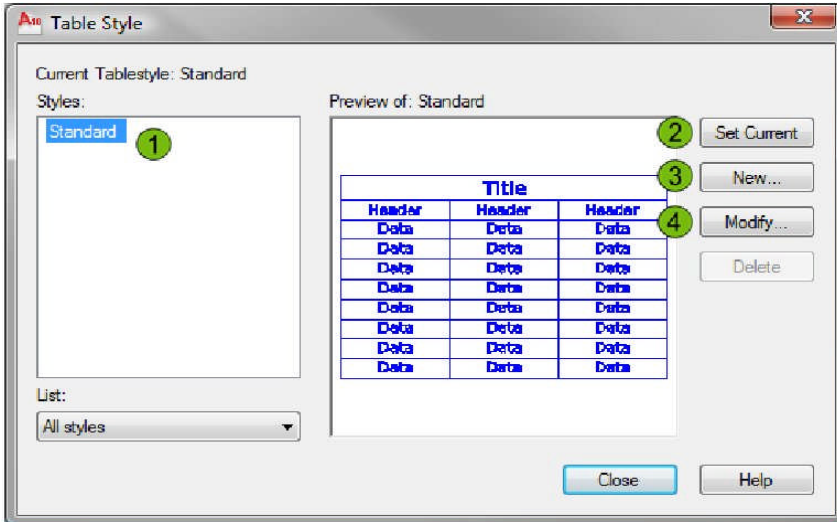 A10 Table Style
Current Tablestyle: Standard
Styles:
Standard
1
List:
All styles
Preview of: Standard
Title
Header Header Header
Data Data Data
Data Data Data
Data Data Data
Data Data Data
Data Data Data
Data Data Data
Data Data Data
Data Data Data
2 Set Current
3 New...
4 Modify...
Delete
Close Help